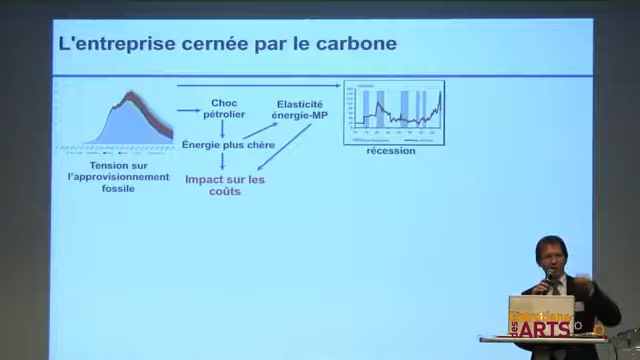 L'entreprise cernée par le carbone
Choc
pétrolier
Elasticité
énergie-MP
Énergie plus chère
récession
Tension sur
l'approvisionnement
fossile
Impact sur les
coûts
Entretiens
des ARTS